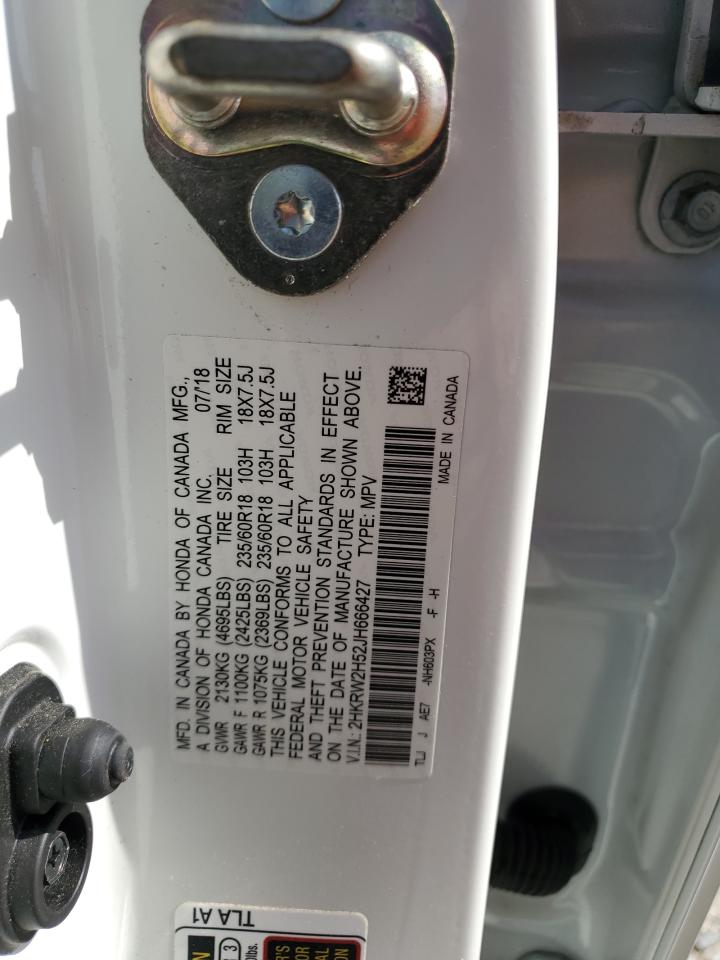 MFD. IN CANADA BY HONDA OF CANADA MFG.,
A DIVISION OF HONDA CANADA INC. 07/'18
GVWR 2130KG (4696LBS) TIRE SIZE RIM SIZE
GAWR F 1100KG (2425LBS) 235/60R18 103H 18X7.5J
GAWR R 1075KG (2369LBS) 235/60R18 103H 18X7.5J
THIS VEHICLE CONFORMS TO ALL APPLICABLE
FEDERAL MOTOR VEHICLE SAFETY
AND THEFT PREVENTION STANDARDS IN EFFECT
ON THE DATE OF MANUFACTURE SHOWN ABOVE.
V.I.N.: 2HKRW2H52JH666427 TYPE: MPV
TLJ J AE7 -NH603PX -F -H
MADE IN CANADA
TLA A1